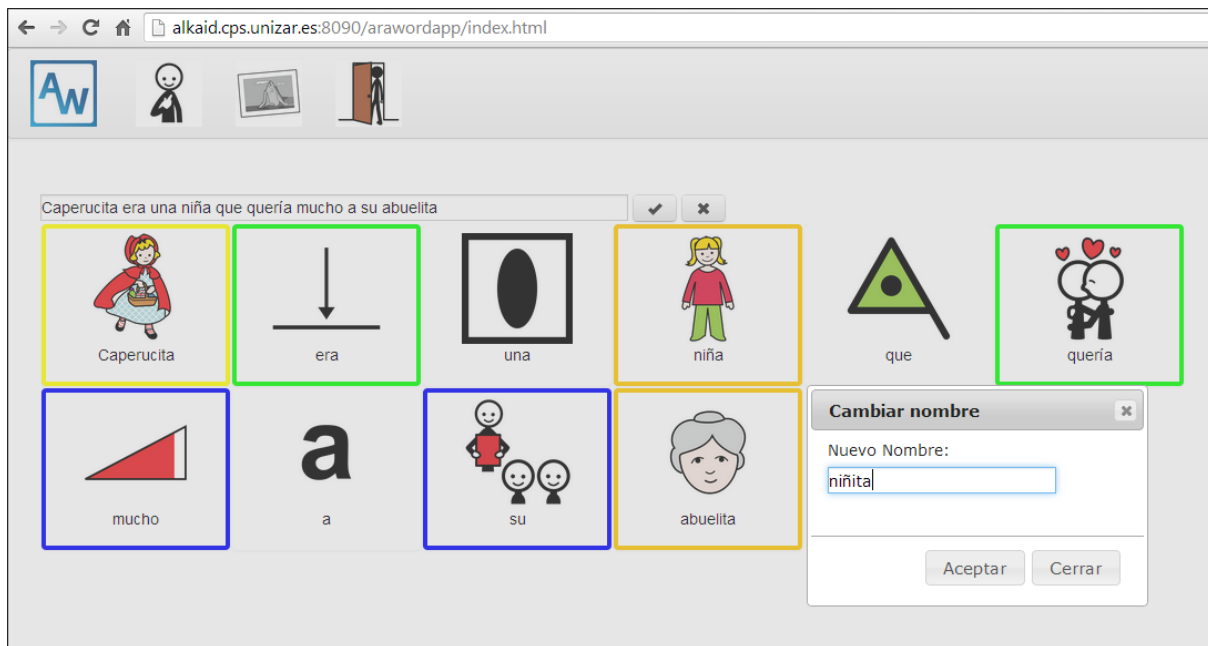 alkaid.cps.unizar.es:8090/arawordapp/index.html
AW
Caperucita era una niña que quería mucho a su abuelita
Caperucita era una niña que quería
a
mucho a su abuelita
Cambiar nombre
Nuevo Nombre:
niñita
Aceptar Cerrar